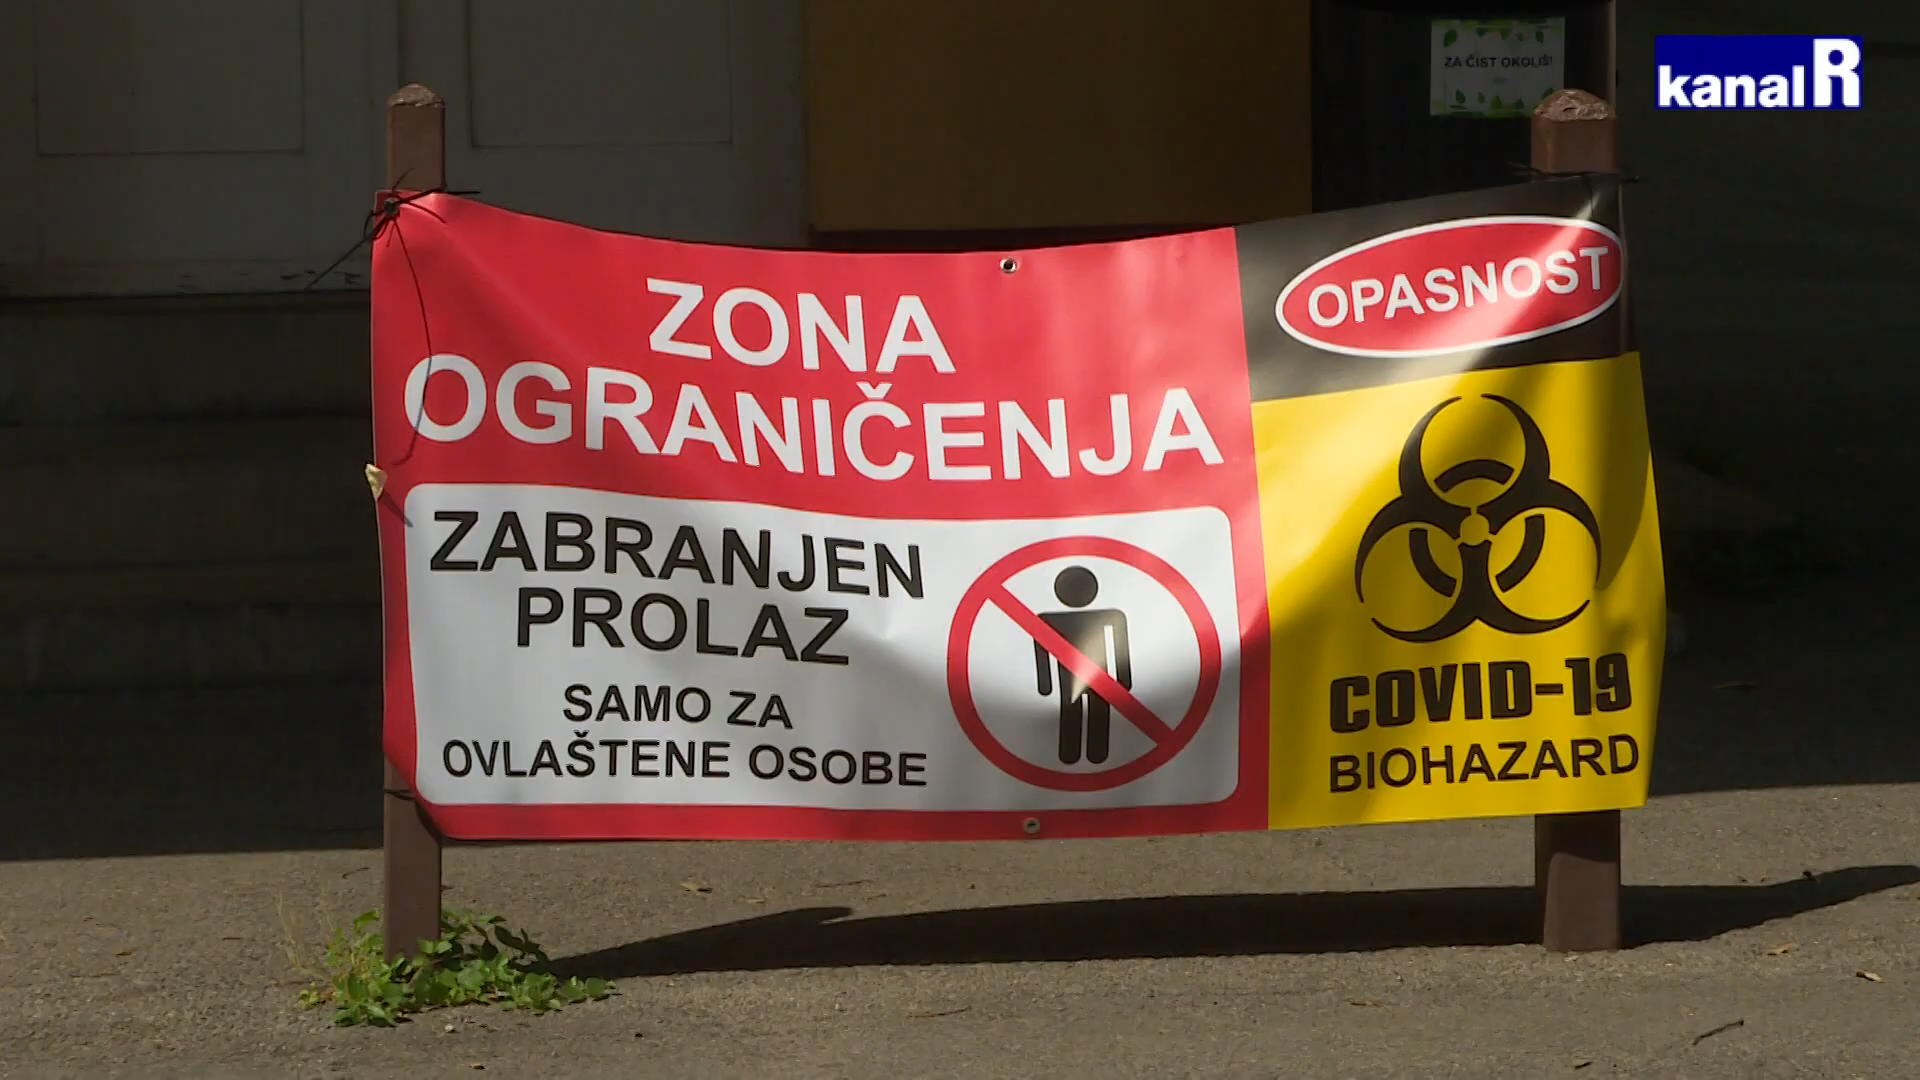 ZA ČIST OKOLIŠ!
kanal R
ZONA
OGRANIČENJA
ZABRANJEN
PROLAZ
SAMO ZA
OVLAŠTENE OSOBE
OPASNOST
COVID-19
BIOHAZARD